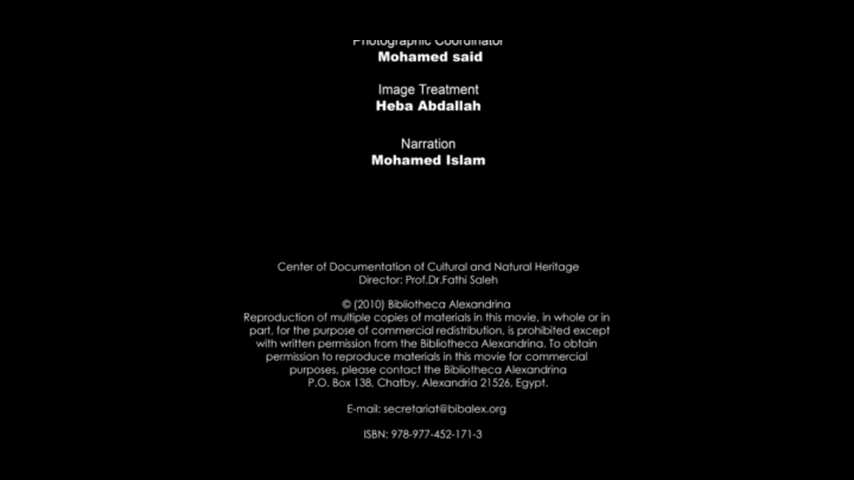 Photographic Coordinator
Mohamed said
Image Treatment
Heba Abdallah
Narration
Mohamed Islam
Center of Documentation of Cultural and Natural Heritage
Director: Prof.Dr.Fathi Saleh
© (2010) Bibliotheca Alexandrina
Reproduction of multiple copies of materials in this movie, in whole or in
part, for the purpose of commercial redistribution, is prohibited except
with written permission from the Bibliotheca Alexandrina. To obtain
permission to reproduce materials in this movie for commercial
purposes, please contact the Bibliotheca Alexandrina
P.O. Box 138, Chatby, Alexandria 21526, Egypt.
E-mail: secretariat@bibalex.org
ISBN: 978-977-452-171-3